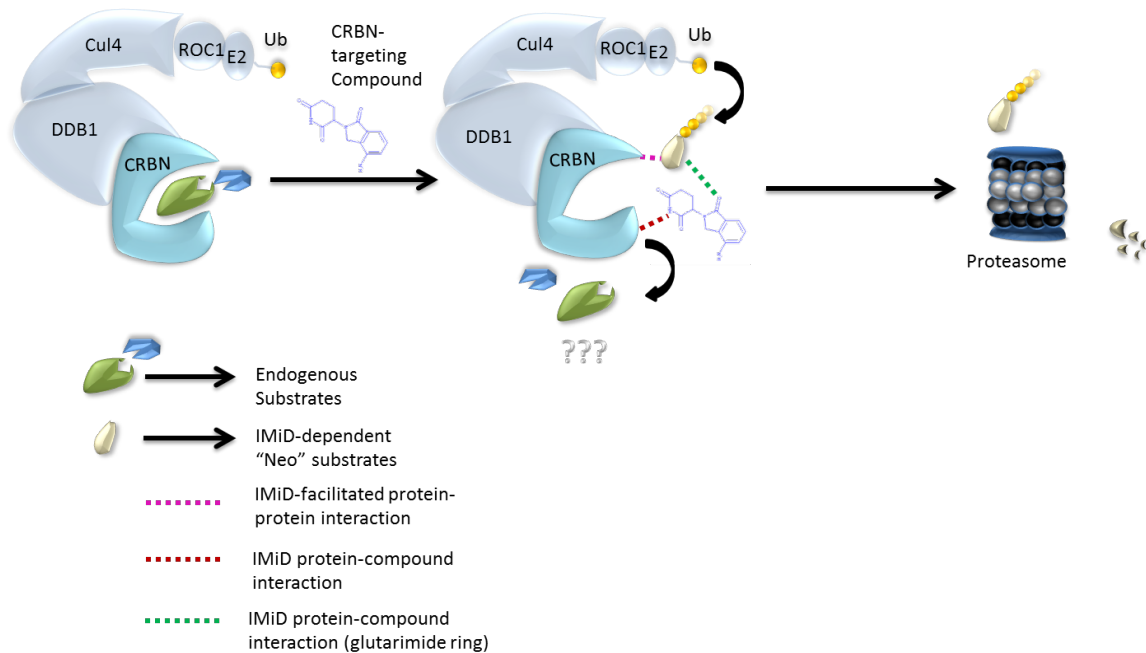 Cul4
ROC1
E2
Ub
DDB1
CRBN
CRBN-
targeting
Compound
Cul4
ROC1
E2
Ub
DDB1
CRBN
???
Proteasome
Endogenous
Substrates
IMiD-dependent
“Neo” substrates
IMiD-facilitated protein-
protein interaction
IMiD protein-compound
interaction
IMiD protein-compound
interaction (glutarimide ring)